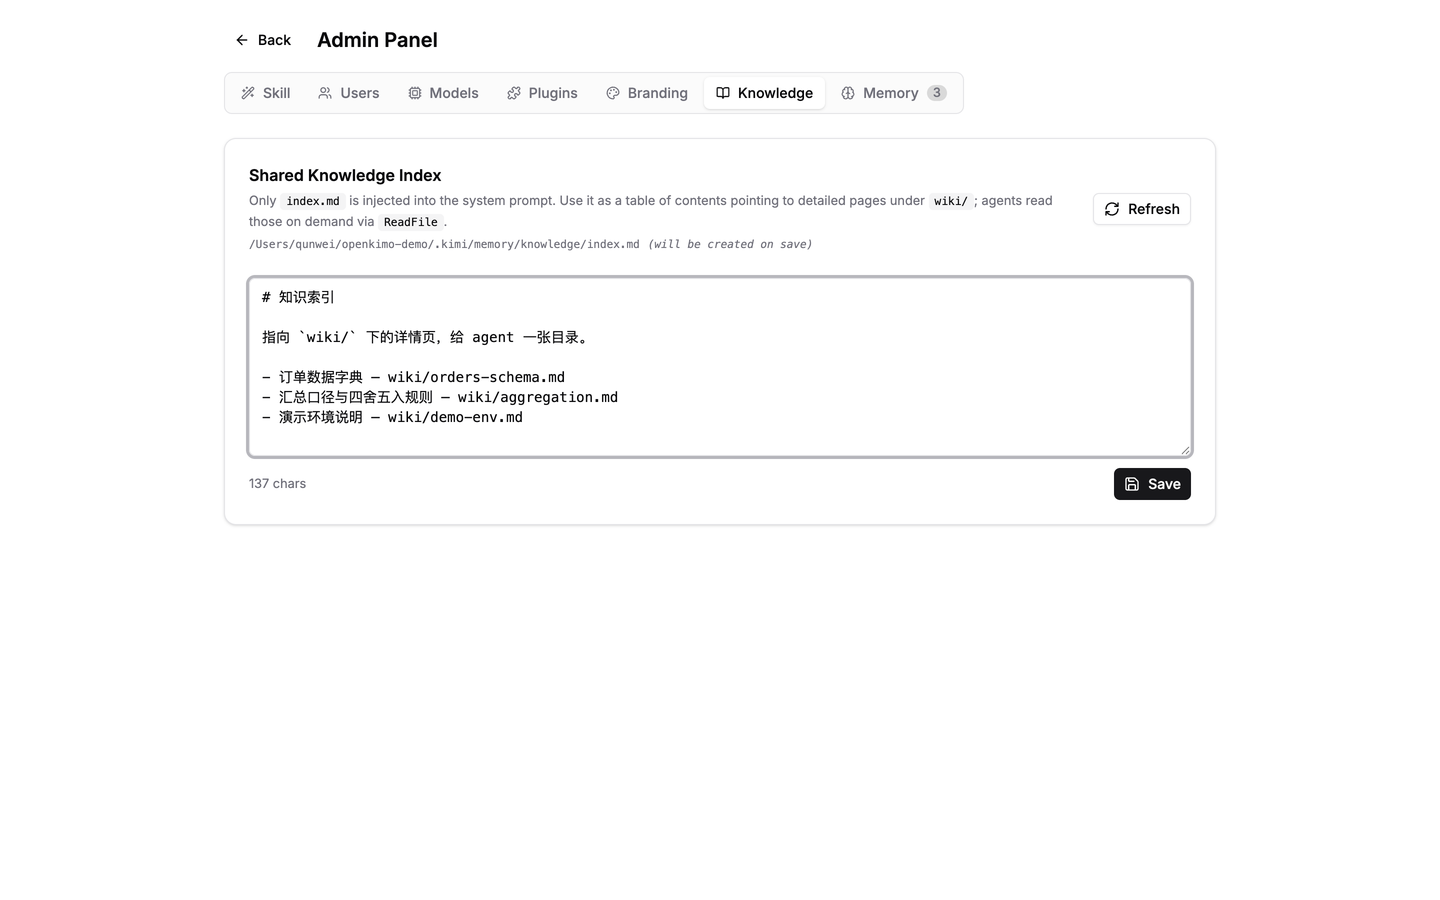 Back
Admin Panel
Skill
Users
Models
Plugins
Branding
Knowledge
Memory 3
Shared Knowledge Index
Only index.md is injected into the system prompt. Use it as a table of contents pointing to detailed pages under wiki/ ; agents read
those on demand via ReadFile .
/Users/qunwei/openkimo-demo/.kimi/memory/knowledge/index.md (will be created on save)
Refresh
# 知识索引
指向 `wiki/` 下的详情页，给 agent 一张目录。
– 订单数据字典 — wiki/orders-schema.md
– 汇总口径与四舍五入规则 — wiki/aggregation.md
– 演示环境说明 — wiki/demo-env.md
137 chars
Save